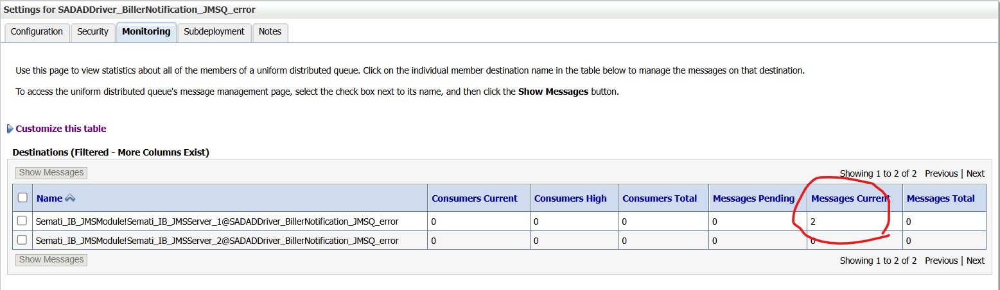 Settings for SADADDriver_BillerNotification_JMSQ_error
Configuration Security Monitoring Subdeployment Notes
Use this page to view statistics about all of the members of a uniform distributed queue. Click on the individual member destination name in the table below to manage the messages on that destination.
To access the uniform distributed queue's message management page, select the check box next to its name, and then click the Show Messages button.
Customize this table
Destinations (Filtered - More Columns Exist)
Show Messages Showing 1 to 2 of 2 Previous | Next
Name Consumers Current Consumers High Consumers Total Messages Pending Messages Current Messages Total
Semati_IB_JMSModule!Semati_IB_JMSServer_1@SADADDriver_BillerNotification_JMSQ_error 0 0 0 0 2 0
Semati_IB_JMSModule!Semati_IB_JMSServer_2@SADADDriver_BillerNotification_JMSQ_error 0 0 0 0 0 0
Show Messages Showing 1 to 2 of 2 Previous | Next